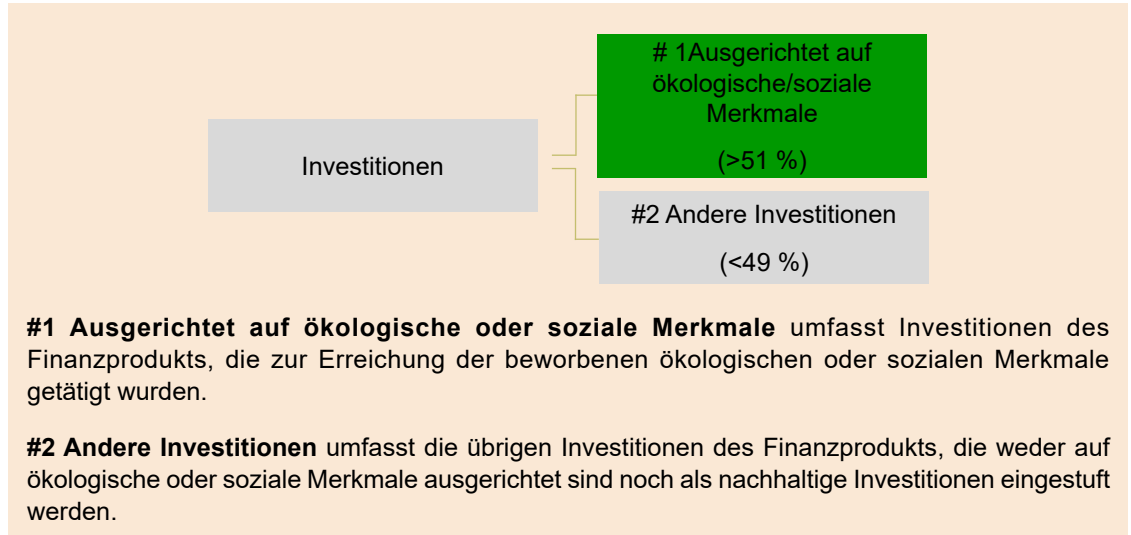 # 1Ausgerichtet auf
ökologische/soziale
Merkmale
(>51 %)
Investitionen
#2 Andere Investitionen
(<49 %)
#1 Ausgerichtet auf ökologische oder soziale Merkmale umfasst Investitionen des
Finanzprodukts, die zur Erreichung der beworbenen ökologischen oder sozialen Merkmale
getätigt wurden.
#2 Andere Investitionen umfasst die übrigen Investitionen des Finanzprodukts, die weder auf
ökologische oder soziale Merkmale ausgerichtet sind noch als nachhaltige Investitionen eingestuft
werden.